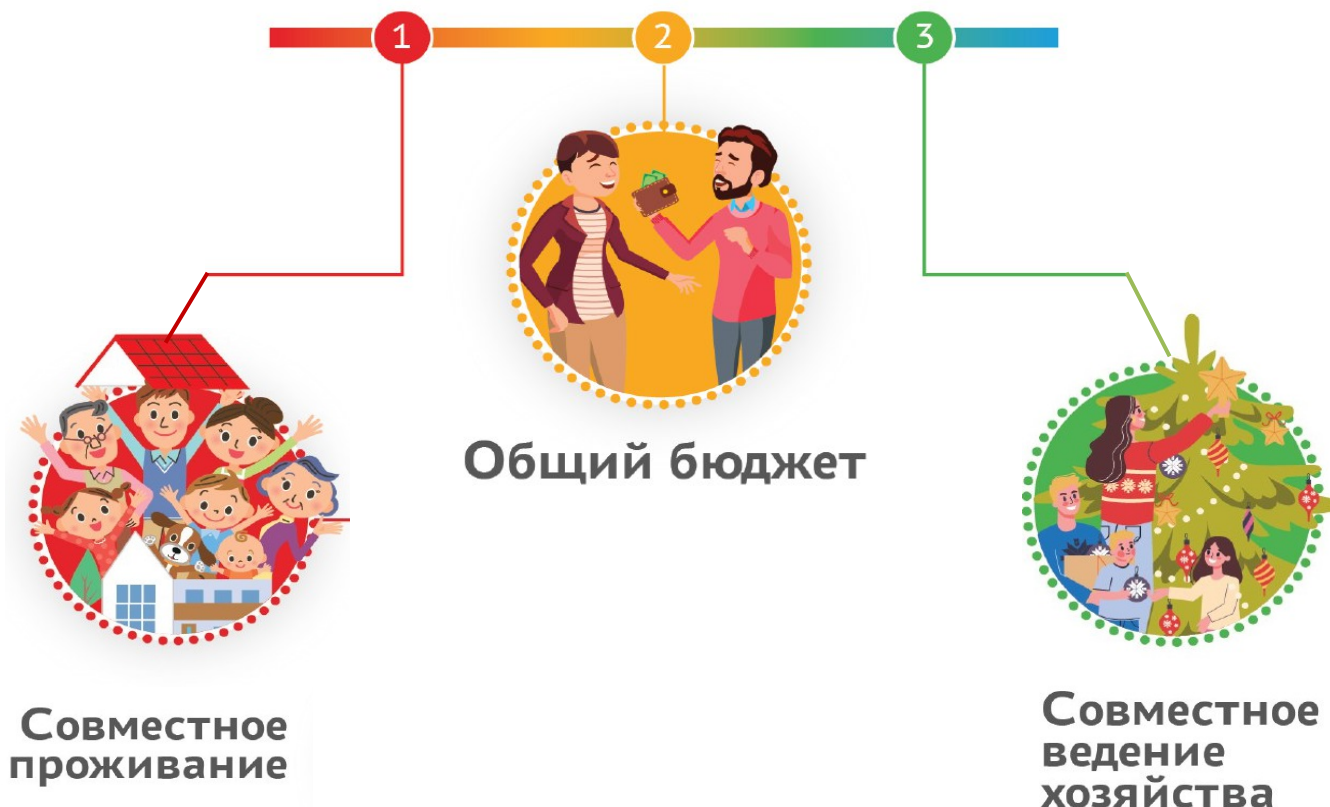 1
2
3
Общий бюджет
Совместное
проживание
Совместное
ведение
хозяйства